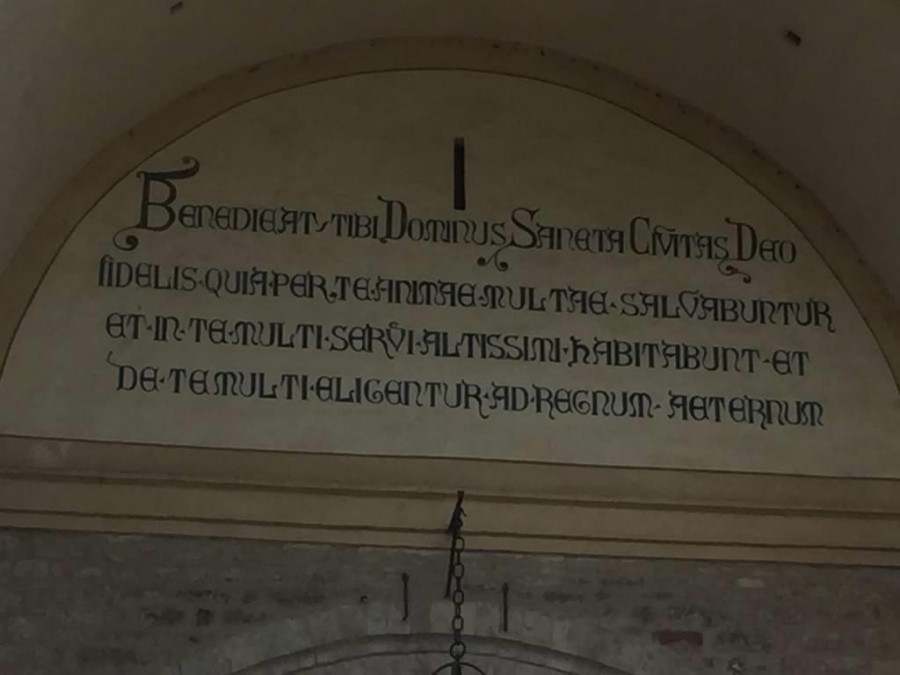 BENEDICAT TIBI DOMINUS SANCTA CIVITAS DEO
FIDELIS·QUIA·PER·TE·ANIMAE·MULTAE·SALVABUNTUR
ET·IN·TE·MULTI·SERVI·ALTISSIMI·HABITABUNT·ET
DE·TE MULTI·ELIGENTUR·AD·REGNUM·AETERNUM